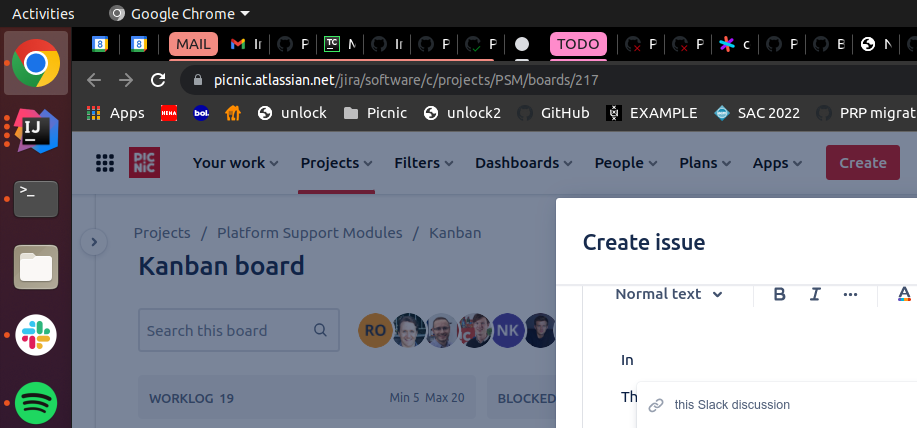 Activities Google Chrome
8 8 MAIL In P P M In P P TODO P P c P B N
picnic.atlassian.net/jira/software/c/projects/PSM/boards/217
Apps HEMA bol. unlock Picnic unlock2 GitHub EXAMPLE SAC 2022 PRP migrat
PIC NIC Your work Projects Filters Dashboards People Plans Apps Create
Projects / Platform Support Modules / Kanban
Kanban board
Search this board
RO NK
WORKLOG 19 Min 5 Max 20 BLOCKED
IJ
>_
Create issue
Normal text B I ... A
In
Th
this Slack discussion